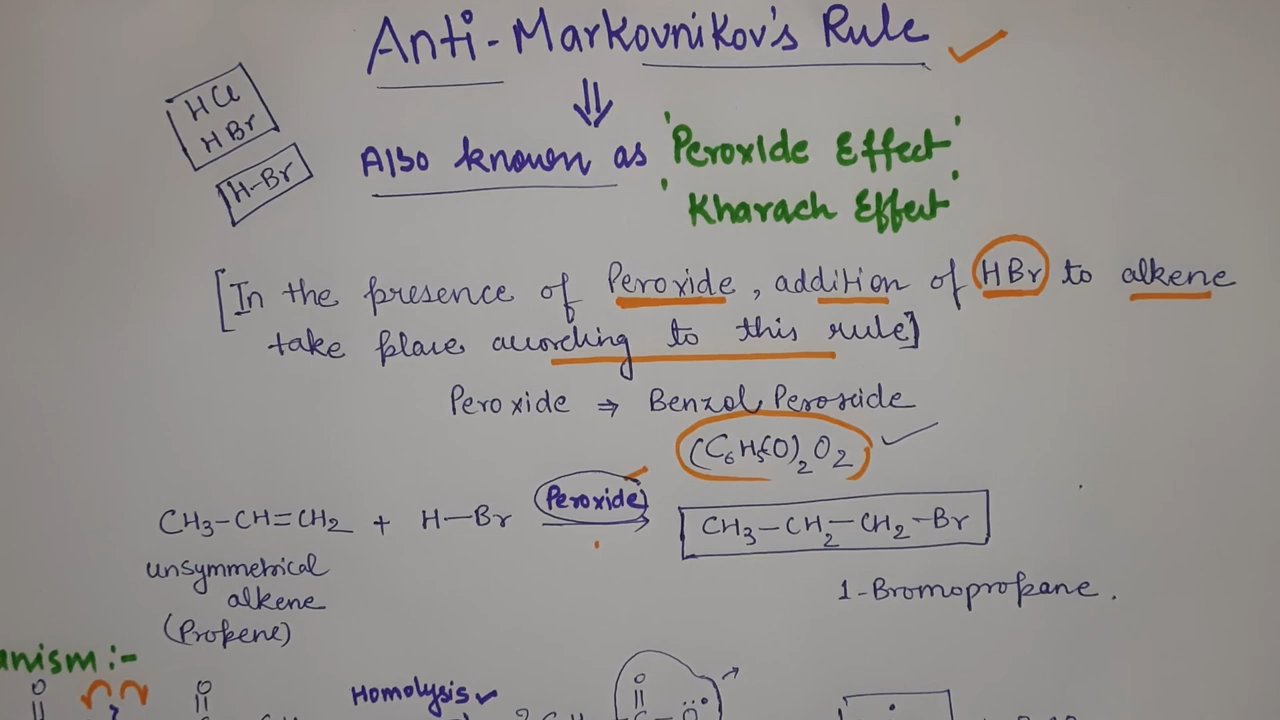 Anti-Markovnikov's Rule
HCl
HBr
H-Br
⇓
Also known as 'Peroxide Effect'
'Kharach Effect'
[In the presence of Peroxide, addition of HBr to alkene
take place according to this rule]
Peroxide ⇒ Benzol Peroxide
(C6H5CO)2O2
CH3-CH=CH2 + H-Br Peroxide → CH3-CH2-CH2-Br
unsymmetrical
alkene
(Propene)
1-Bromopropane.
anism:-
Homolysis